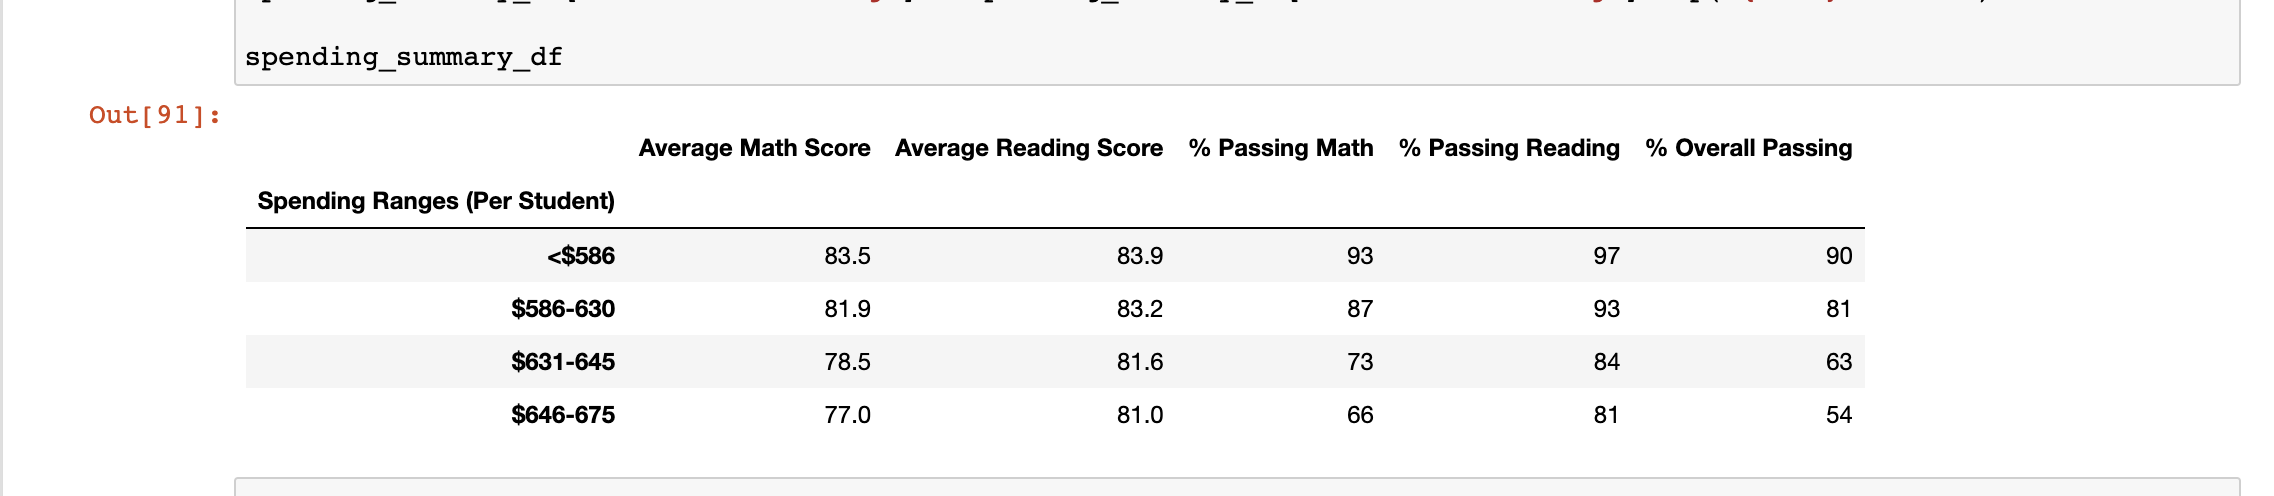 spending_summary_df
Out[91]:
Average Math Score Average Reading Score % Passing Math % Passing Reading % Overall Passing
Spending Ranges (Per Student)
<$586 83.5 83.9 93 97 90
$586-630 81.9 83.2 87 93 81
$631-645 78.5 81.6 73 84 63
$646-675 77.0 81.0 66 81 54